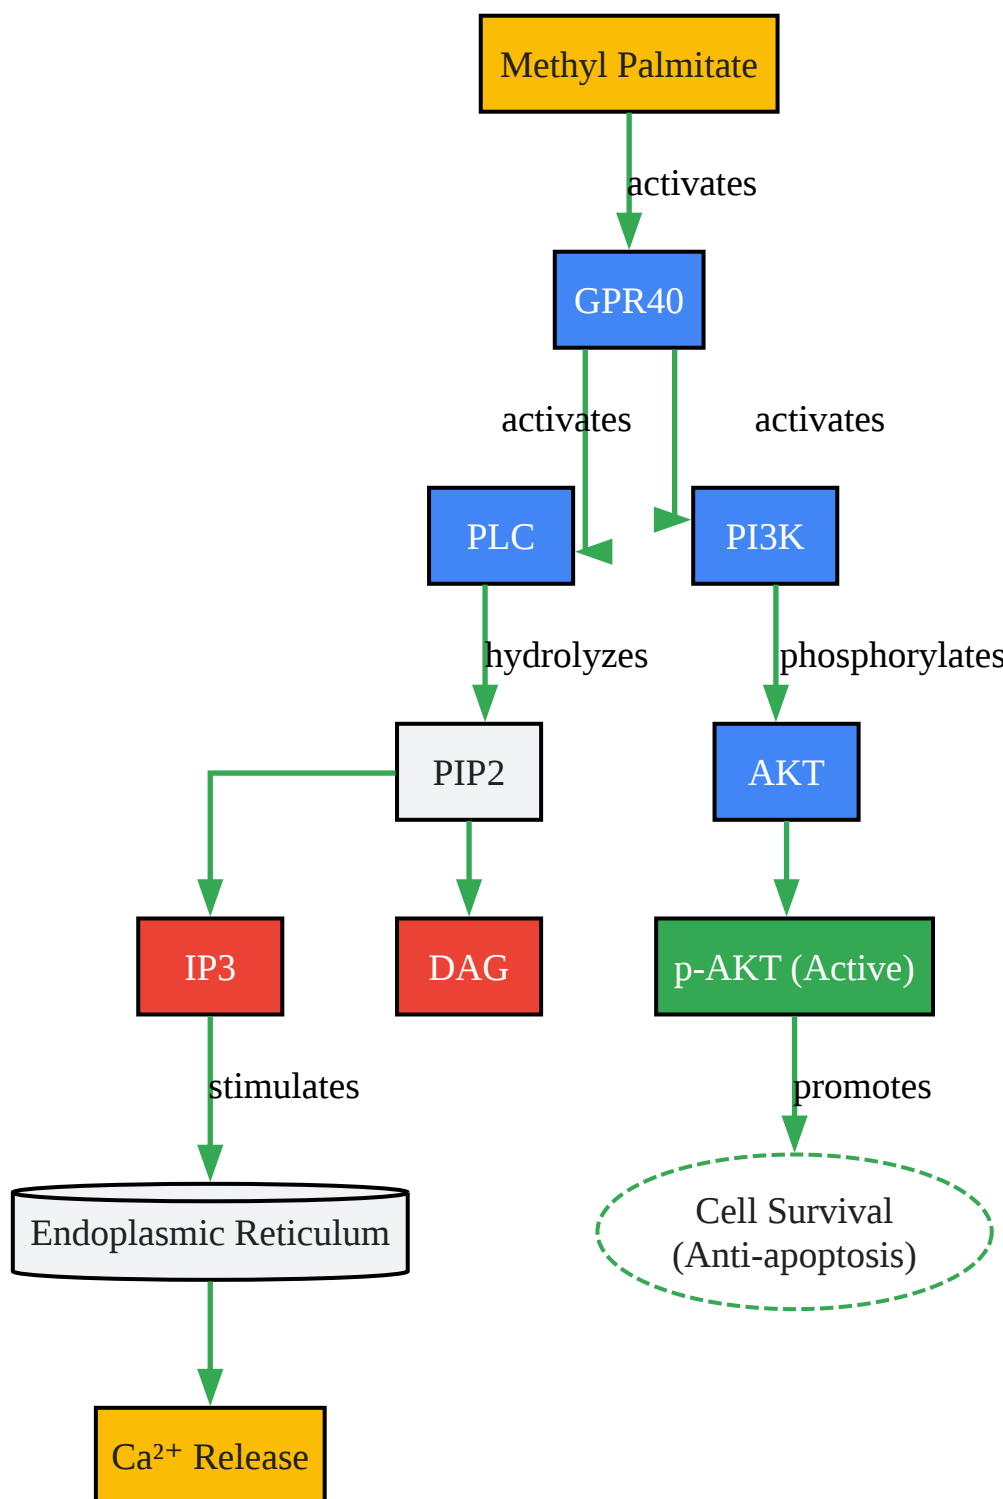 Methyl Palmitate
activates
GPR40
activates
activates
PLC
PI3K
hydrolyzes
phosphorylates
PIP2
AKT
IP3
DAG
p-AKT (Active)
stimulates
promotes
Endoplasmic Reticulum
Cell Survival
(Anti-apoptosis)
Ca²⁺ Release